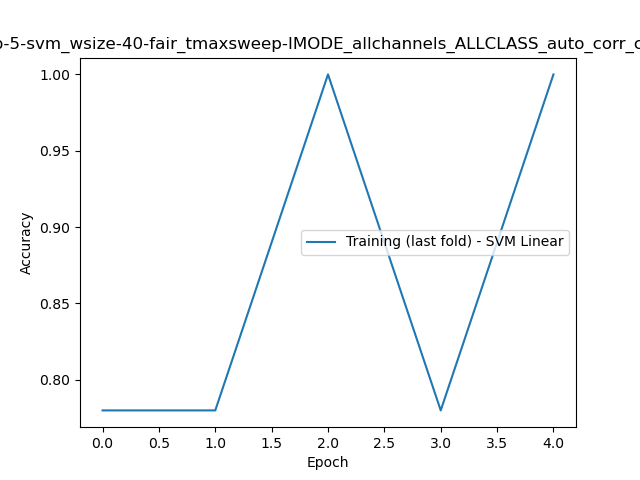 -5-svm_wsize-40-fair_tmaxsweep-IMODE_allchannels_ALLCLASS_auto_corr_c
1.00
0.95
0.90
0.85
0.80
Accuracy
Training (last fold) - SVM Linear
0.0 0.5 1.0 1.5 2.0 2.5 3.0 3.5 4.0
Epoch